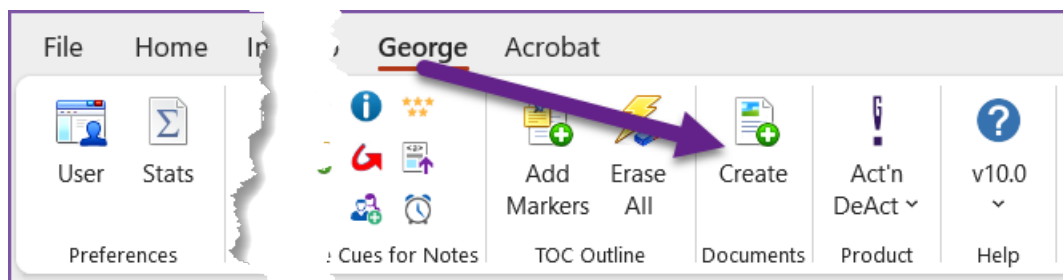 File Home In George Acrobat
User Stats Add Markers Erase All Create Act'n DeAct v10.0
Preferences Cues for Notes TOC Outline Documents Product Help